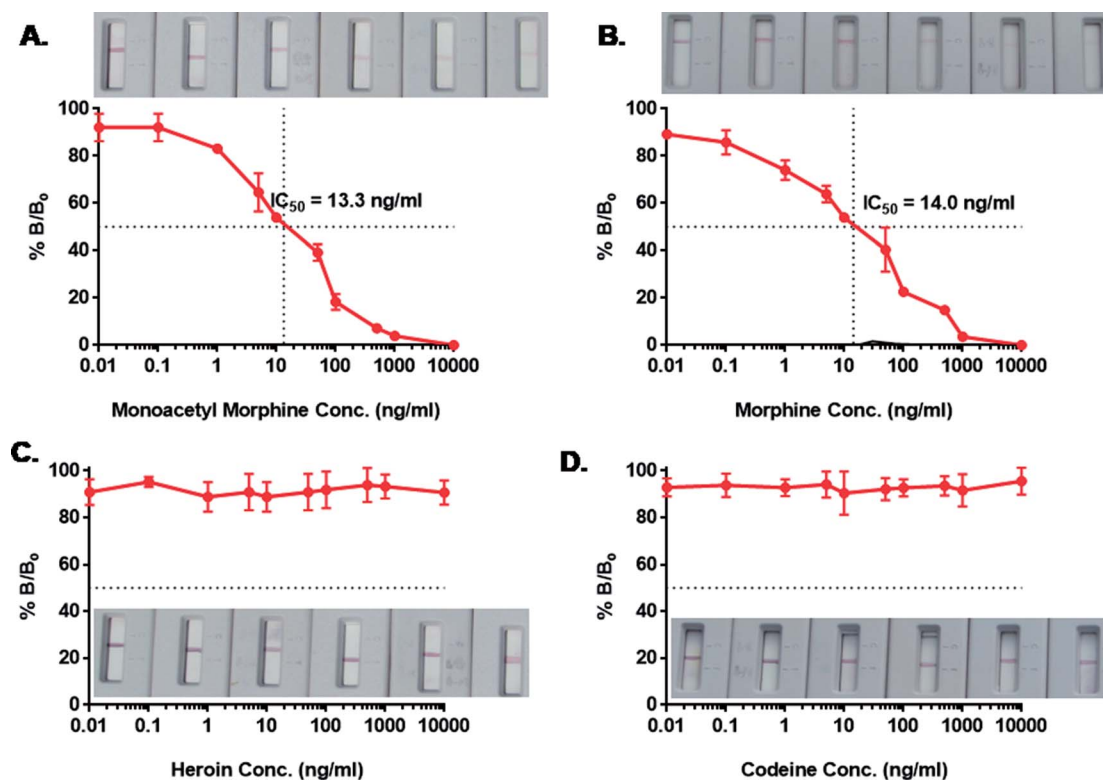 A.
100
80
60
40
20
0
% B/B₀
IC₅₀ = 13.3 ng/ml
0.01 0.1 1 10 100 1000 10000
Monoacetyl Morphine Conc. (ng/ml)
B.
100
80
60
40
20
0
% B/B₀
IC₅₀ = 14.0 ng/ml
0.01 0.1 1 10 100 1000 10000
Morphine Conc. (ng/ml)
C.
100
80
60
40
20
0
% B/B₀
0.01 0.1 1 10 100 1000 10000
Heroin Conc. (ng/ml)
D.
100
80
60
40
20
0
% B/B₀
0.01 0.1 1 10 100 1000 10000
Codeine Conc. (ng/ml)